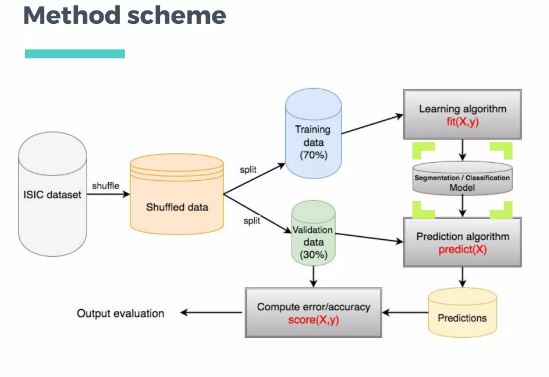 Method scheme
ISIC dataset
shuffle
Shuffled data
split
split
Training
data
(70%)
Validation
data
(30%)
Learning algorithm
fit(X,y)
Segmentation / Classification
Model
Prediction algorithm
predict(X)
Predictions
Compute error/accuracy
score(X,y)
Output evaluation